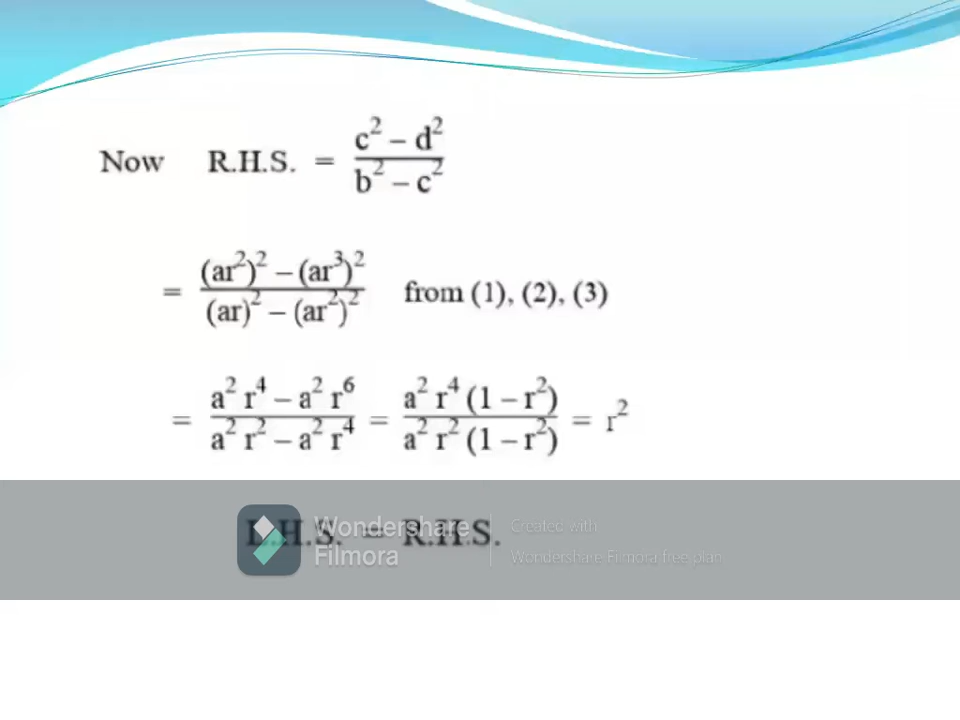 Now R.H.S. = c² – d² / b² – c²
= (ar²)² – (ar³)² / (ar)² – (ar²)² from (1), (2), (3)
= a² r⁴ – a² r⁶ / a² r² – a² r⁴ = a² r⁴ (1 – r²) / a² r² (1 – r²) = r²
L.H.S. = R.H.S.
Wondershare
Filmora
Created with
Wondershare Filmora free plan